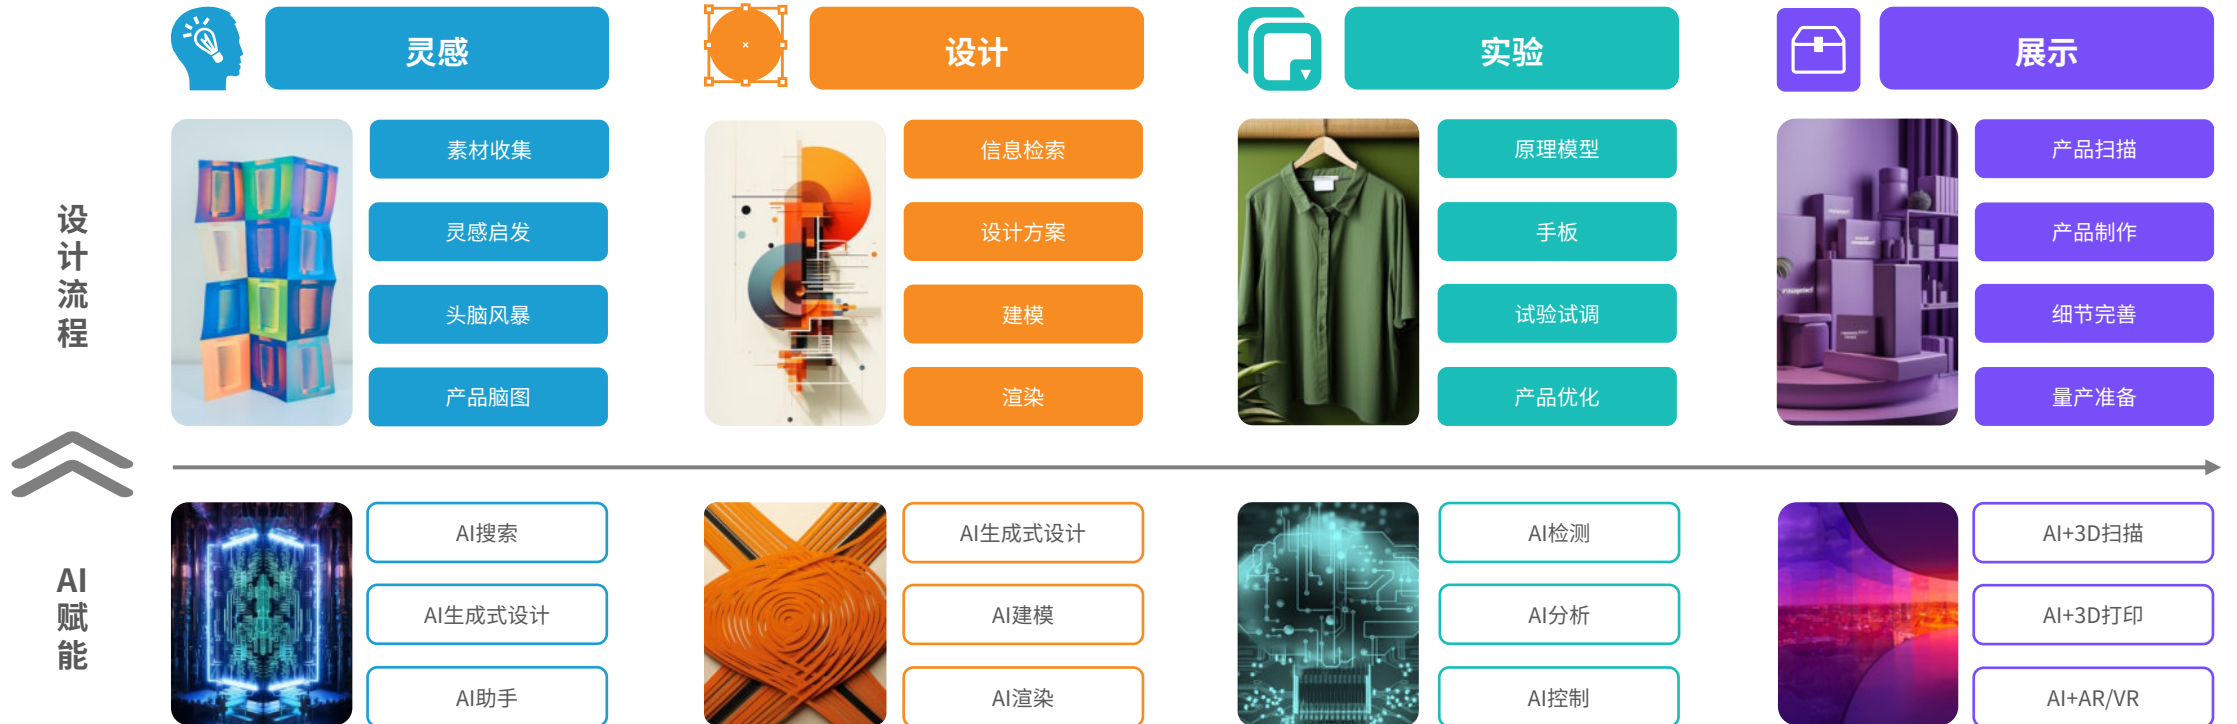 灵感
设计
实验
展示
设计流程
素材收集
灵感启发
头脑风暴
产品脑图
信息检索
设计方案
建模
渲染
原理模型
手板
试验试调
产品优化
产品扫描
产品制作
细节完善
量产准备
AI赋能
AI搜索
AI生成式设计
AI助手
AI生成式设计
AI建模
AI渲染
AI检测
AI分析
AI控制
AI+3D扫描
AI+3D打印
AI+AR/VR